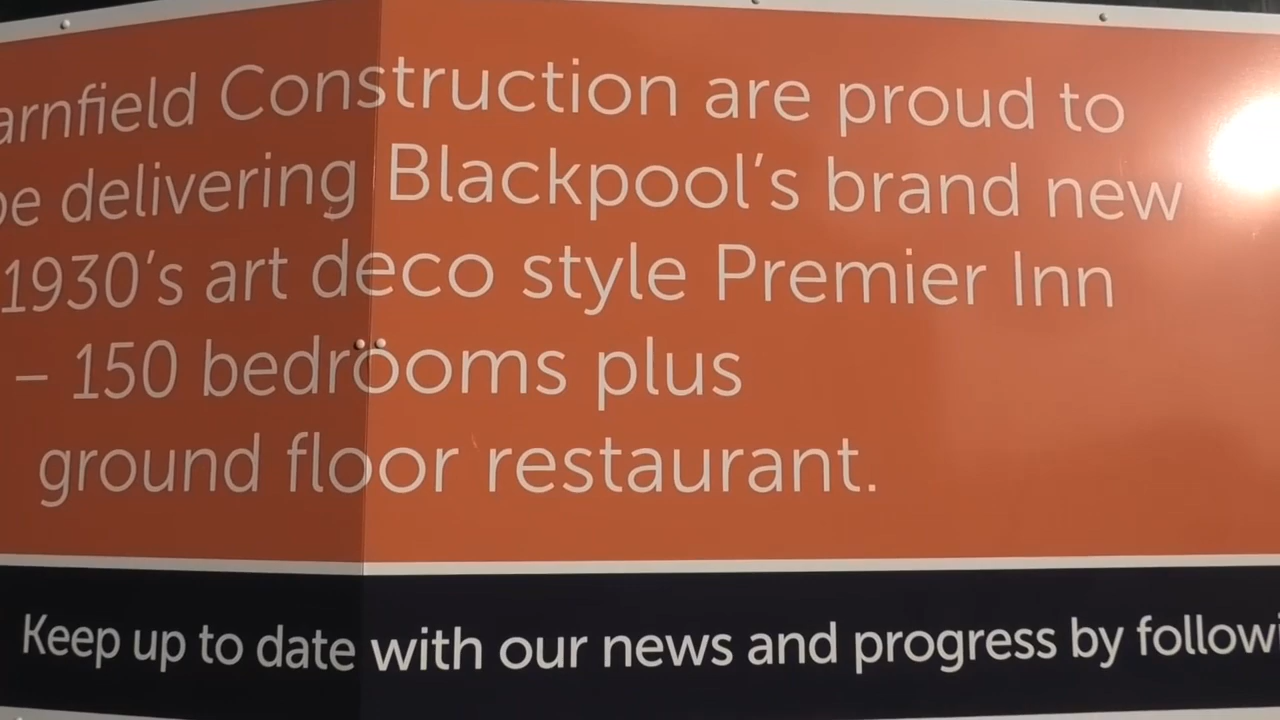 arnfield Construction are proud to
be delivering Blackpool's brand new
1930's art deco style Premier Inn
– 150 bedrooms plus
ground floor restaurant.
Keep up to date with our news and progress by followi